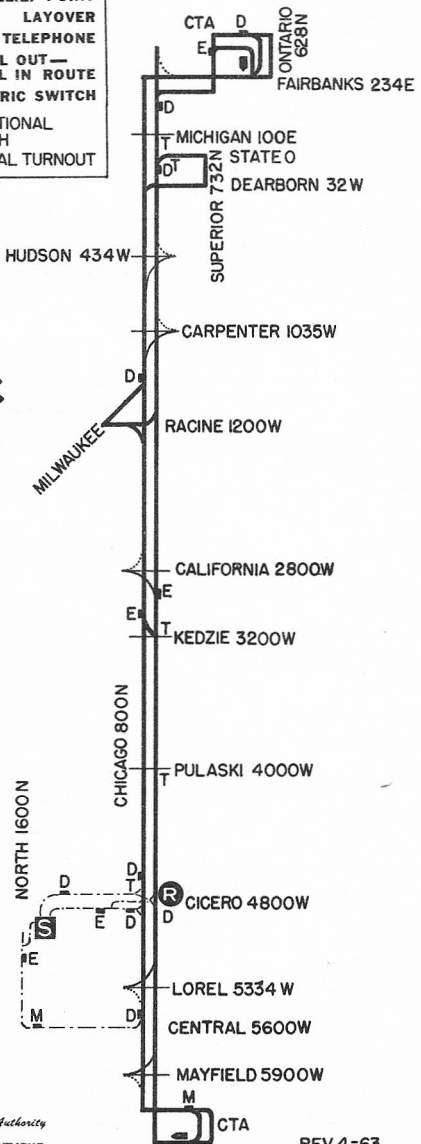 LAYOVER
TELEPHONE
L OUT—
L IN ROUTE
RIC SWITCH
TIONAL
H
AL TURNOUT
CTA
D
E
ONTARIO
628N
FAIRBANKS 234E
D
MICHIGAN 100E
T
STATE 0
DT
DEARBORN 32W
SUPERIOR 732N
HUDSON 434W
CARPENTER 1035W
D
RACINE 1200W
MILWAUKEE
CALIFORNIA 2800W
E
E
T
KEDZIE 3200W
CHICAGO 800N
PULASKI 4000W
T
NORTH 1600N
D
D
T
R
CICERO 4800W
E
D
D
S
E
LOREL 5334 W
M
D
CENTRAL 5600W
MAYFIELD 5900W
M
CTA
Authority
REV 4-63